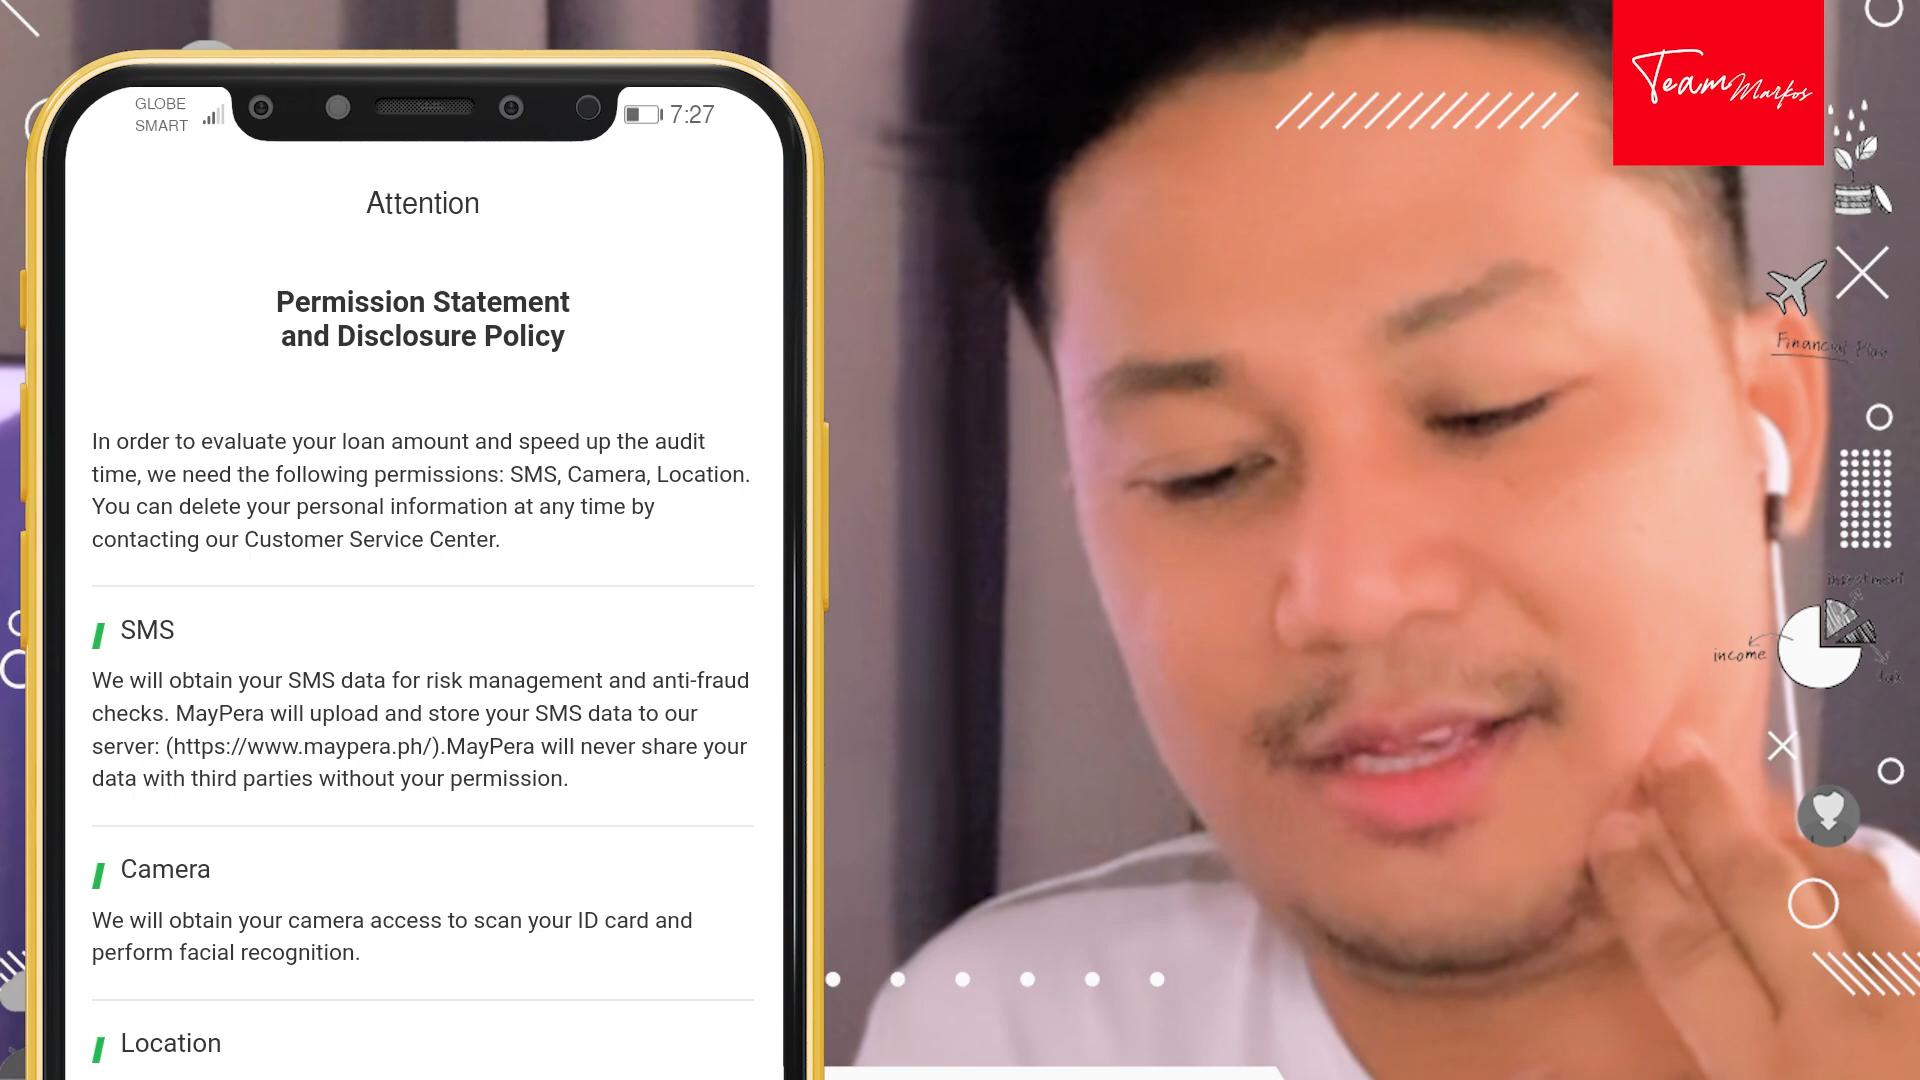 GLOBE
SMART
7:27
Attention
Permission Statement
and Disclosure Policy
In order to evaluate your loan amount and speed up the audit
time, we need the following permissions: SMS, Camera, Location.
You can delete your personal information at any time by
contacting our Customer Service Center.
SMS
We will obtain your SMS data for risk management and anti-fraud
checks. MayPera will upload and store your SMS data to our
server: (https://www.maypera.ph/).MayPera will never share your
data with third parties without your permission.
Camera
We will obtain your camera access to scan your ID card and
perform facial recognition.
Location
Team Markos
Financial Plan
investment
income